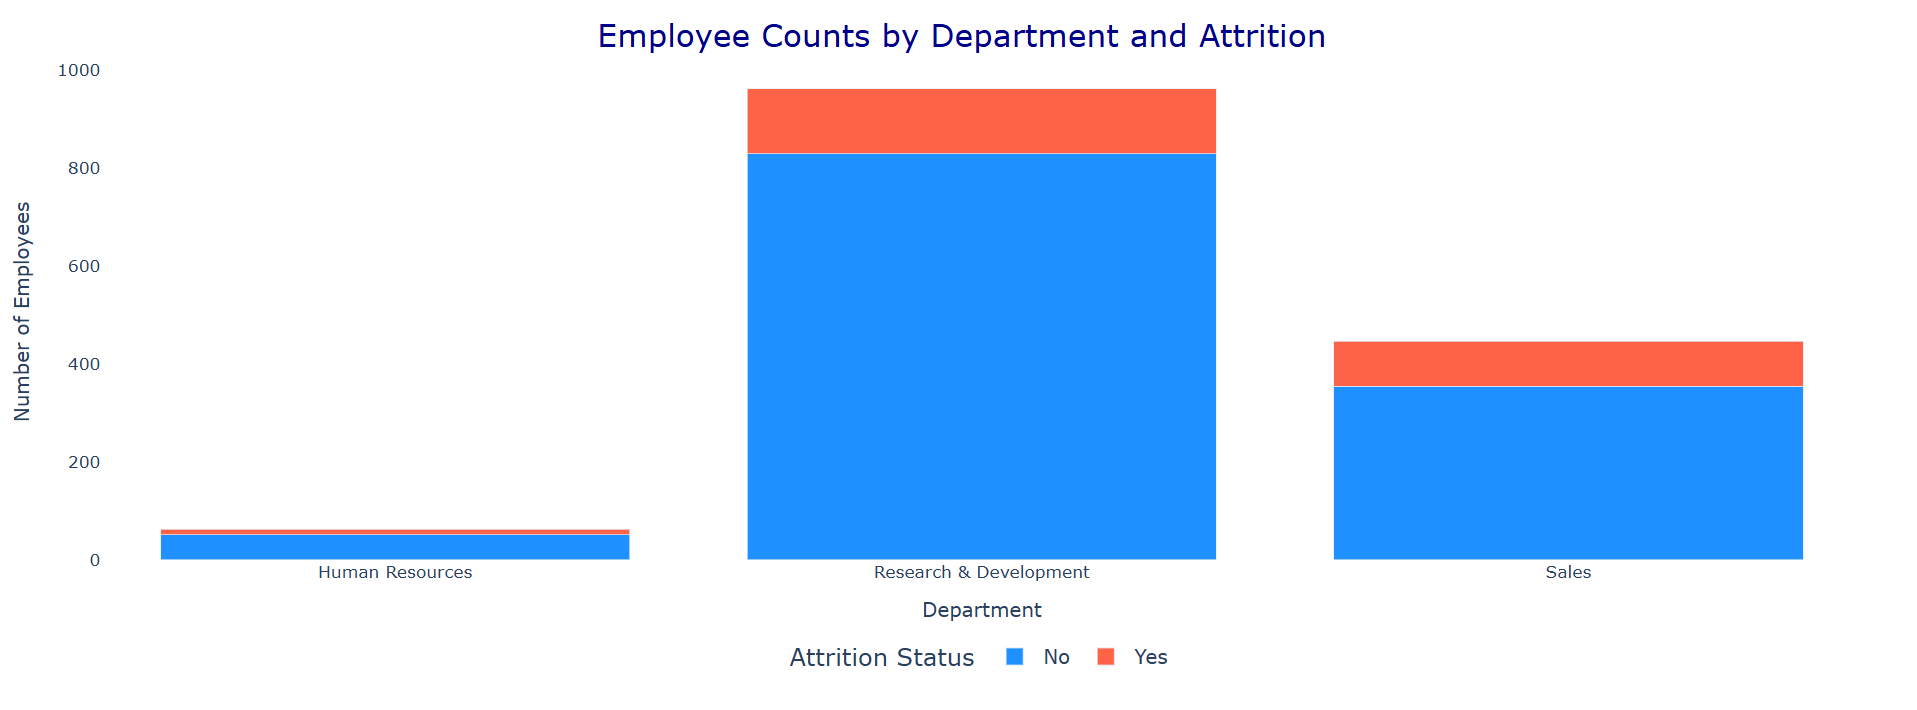 Employee Counts by Department and Attrition
Number of Employees
1000
800
600
400
200
0
Human Resources
Research & Development
Sales
Department
Attrition Status
No
Yes